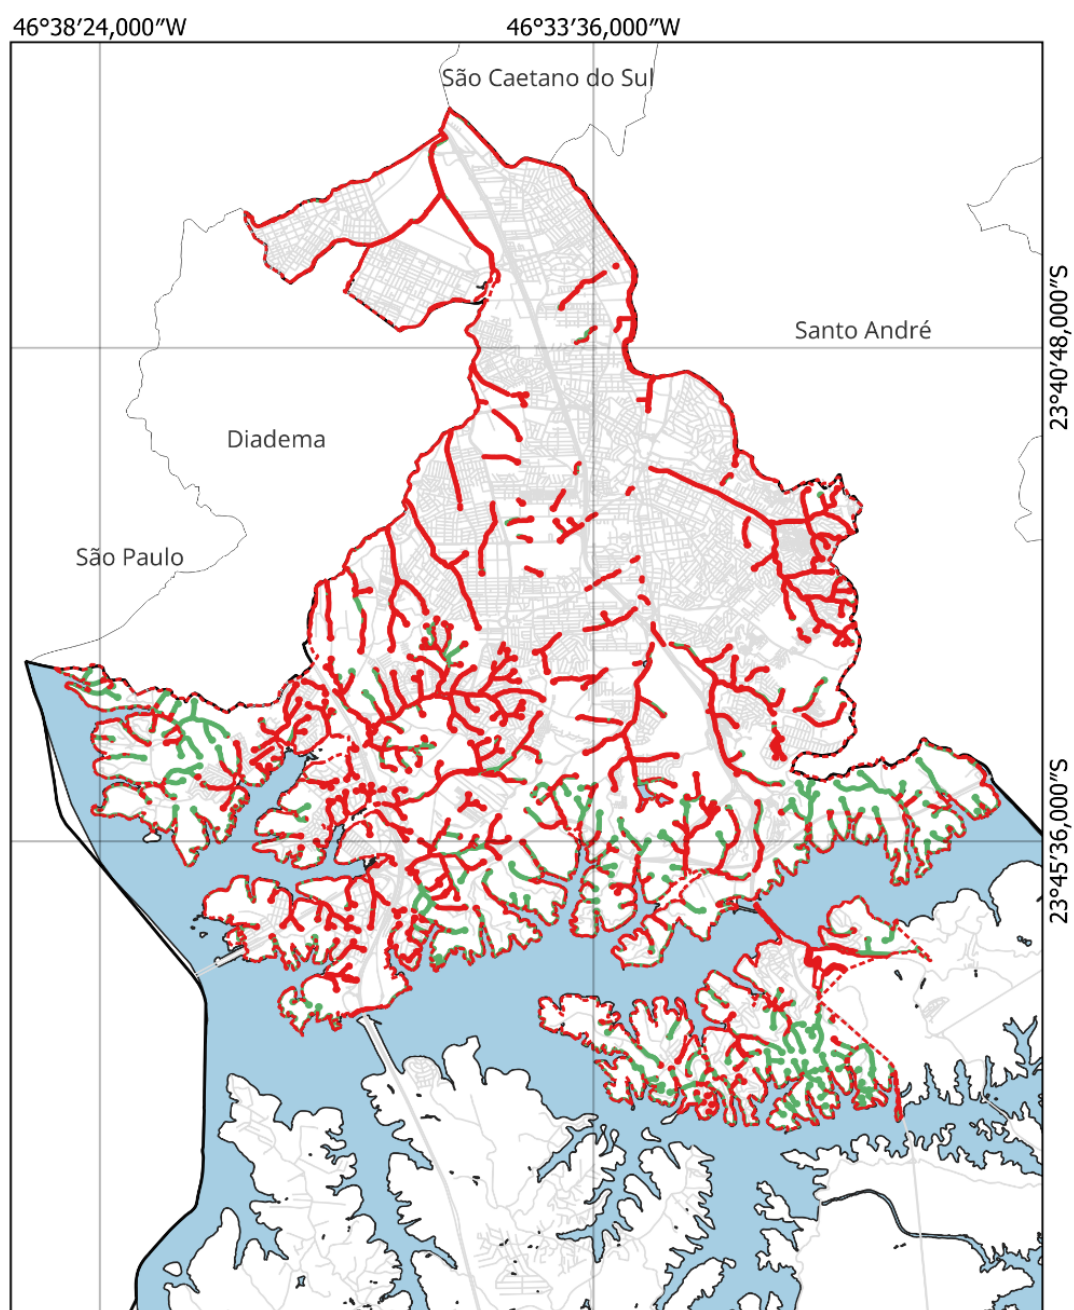 46°38′24,000″W
46°33′36,000″W
São Caetano do Sul
Santo André
23°40′48,000″S
Diadema
São Paulo
23°45′36,000″S